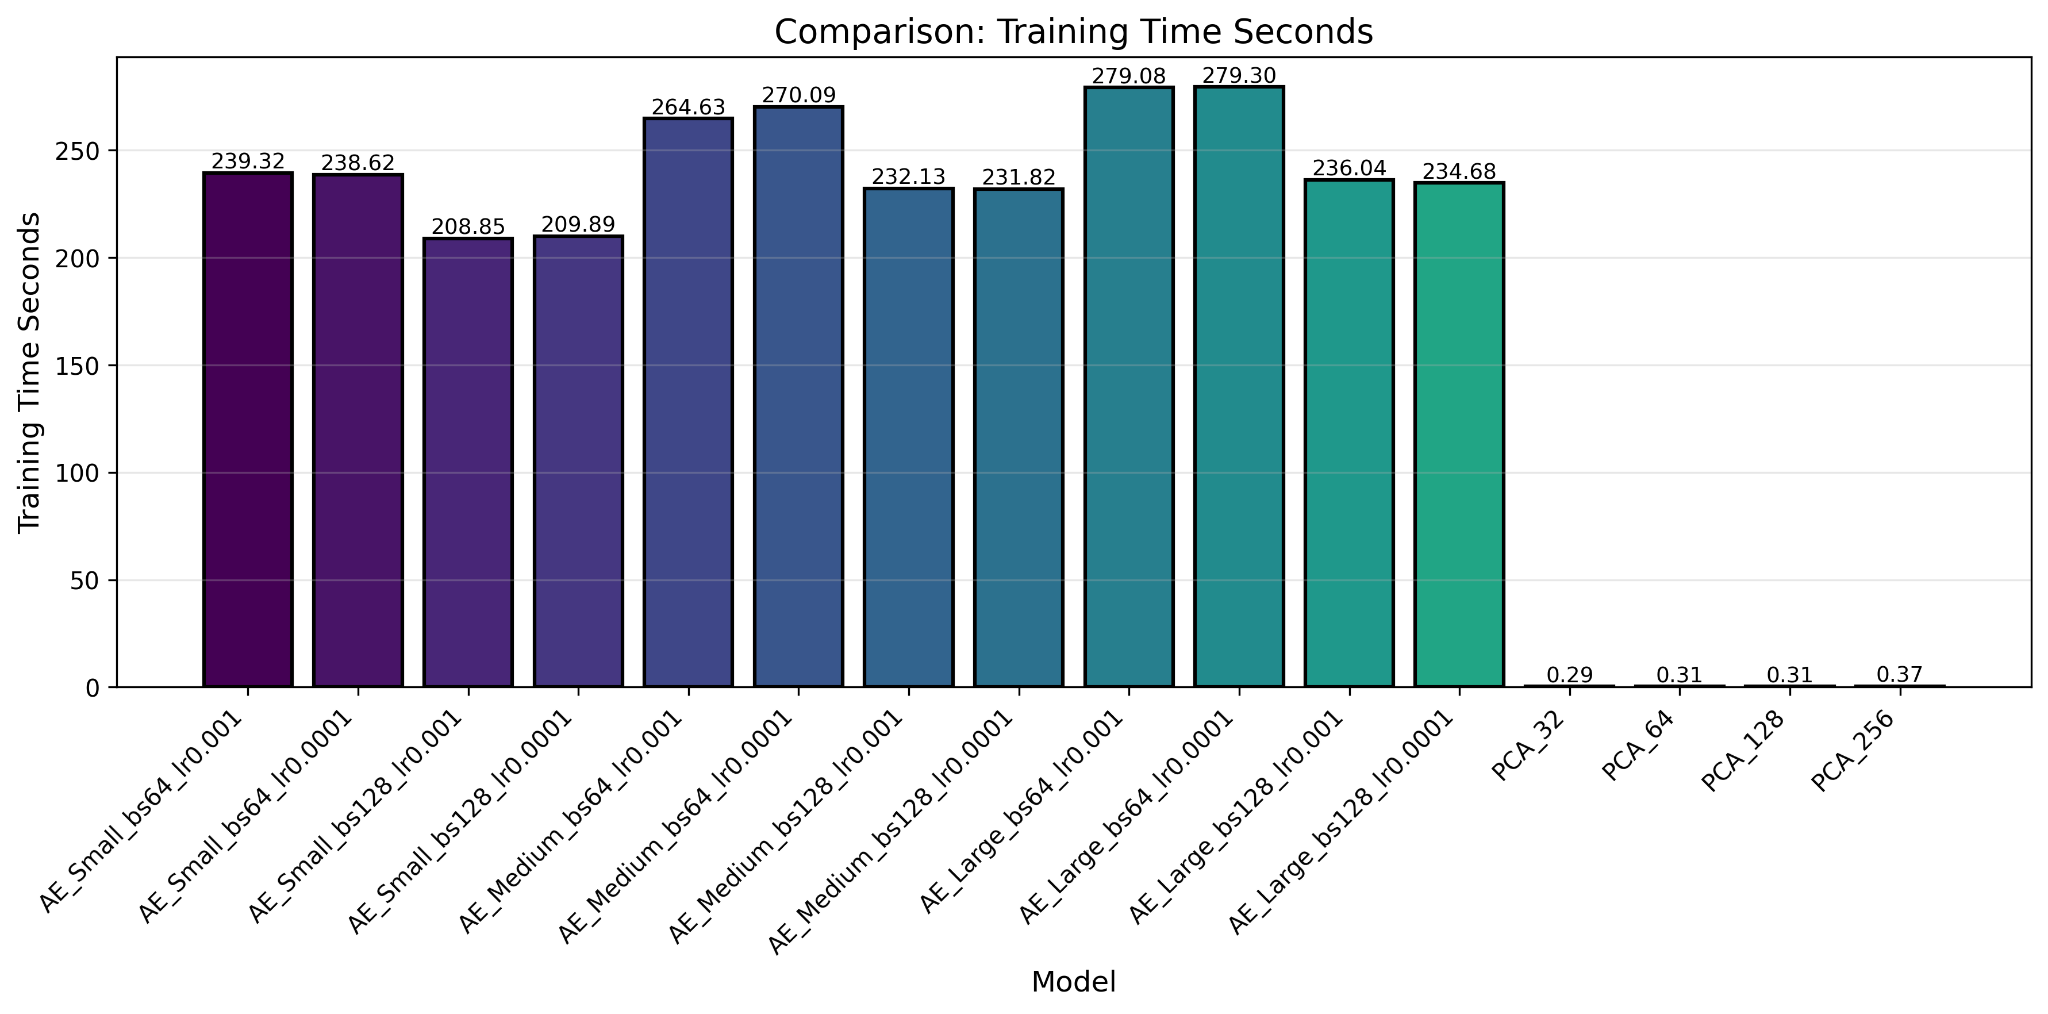 Comparison: Training Time Seconds
Training Time Seconds
250
200
150
100
50
0
239.32
238.62
208.85
209.89
264.63
270.09
232.13
231.82
279.08
279.30
236.04
234.68
0.29
0.31
0.31
0.37
AE_Small_bs64_lr0.001
AE_Small_bs64_lr0.0001
AE_Small_bs128_lr0.001
AE_Small_bs128_lr0.0001
AE_Medium_bs64_lr0.001
AE_Medium_bs64_lr0.0001
AE_Medium_bs128_lr0.001
AE_Medium_bs128_lr0.0001
AE_Large_bs64_lr0.001
AE_Large_bs64_lr0.0001
AE_Large_bs128_lr0.001
AE_Large_bs128_lr0.0001
PCA_32
PCA_64
PCA_128
PCA_256
Model